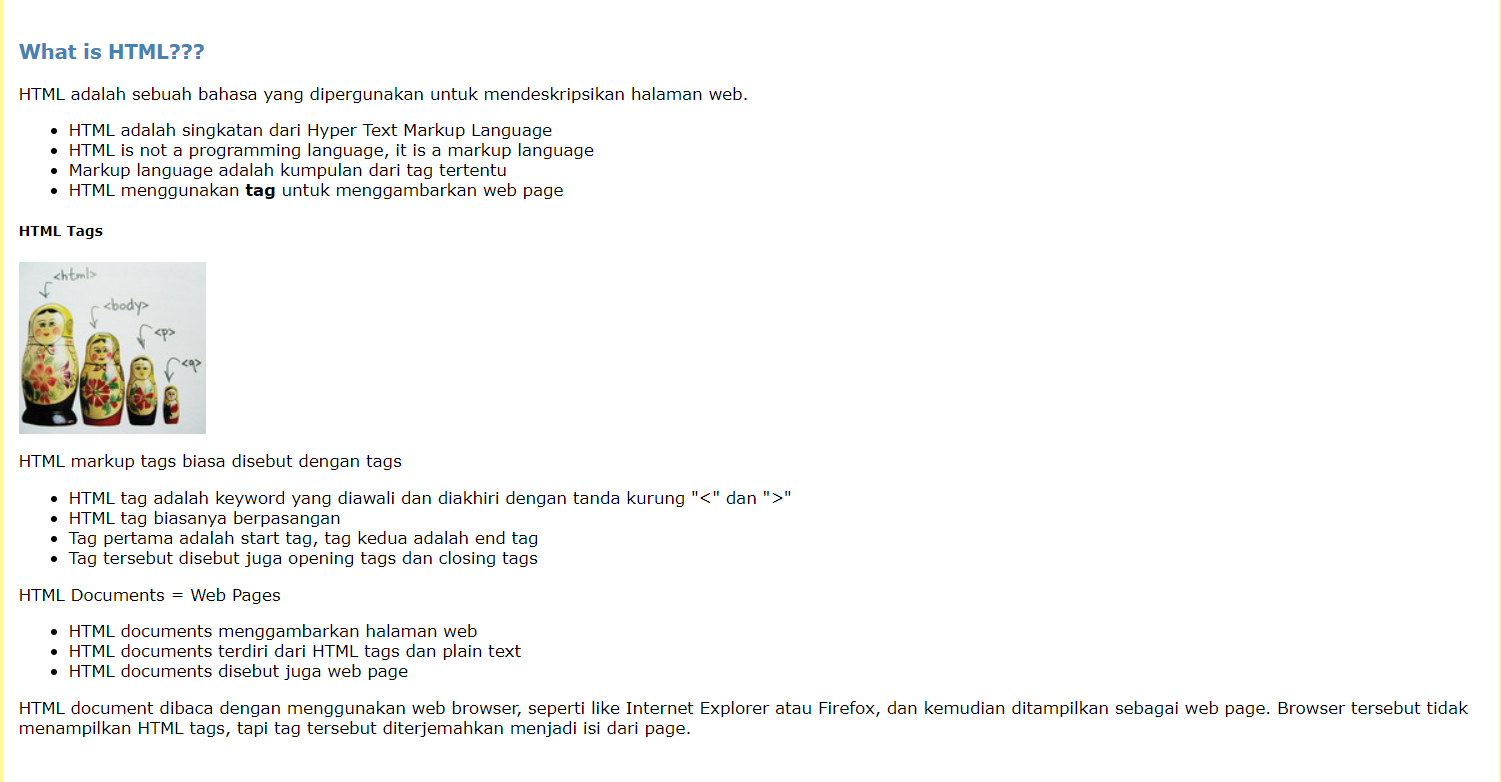 What is HTML???
HTML adalah sebuah bahasa yang dipergunakan untuk mendeskripsikan halaman web.
HTML adalah singkatan dari Hyper Text Markup Language
HTML is not a programming language, it is a markup language
Markup language adalah kumpulan dari tag tertentu
HTML menggunakan tag untuk menggambarkan web page
HTML Tags
<html>
<body>
<p>
<q>
HTML markup tags biasa disebut dengan tags
HTML tag adalah keyword yang diawali dan diakhiri dengan tanda kurung "<" dan ">"
HTML tag biasanya berpasangan
Tag pertama adalah start tag, tag kedua adalah end tag
Tag tersebut disebut juga opening tags dan closing tags
HTML Documents = Web Pages
HTML documents menggambarkan halaman web
HTML documents terdiri dari HTML tags dan plain text
HTML documents disebut juga web page
HTML document dibaca dengan menggunakan web browser, seperti like Internet Explorer atau Firefox, dan kemudian ditampilkan sebagai web page. Browser tersebut tidak
menampilkan HTML tags, tapi tag tersebut diterjemahkan menjadi isi dari page.